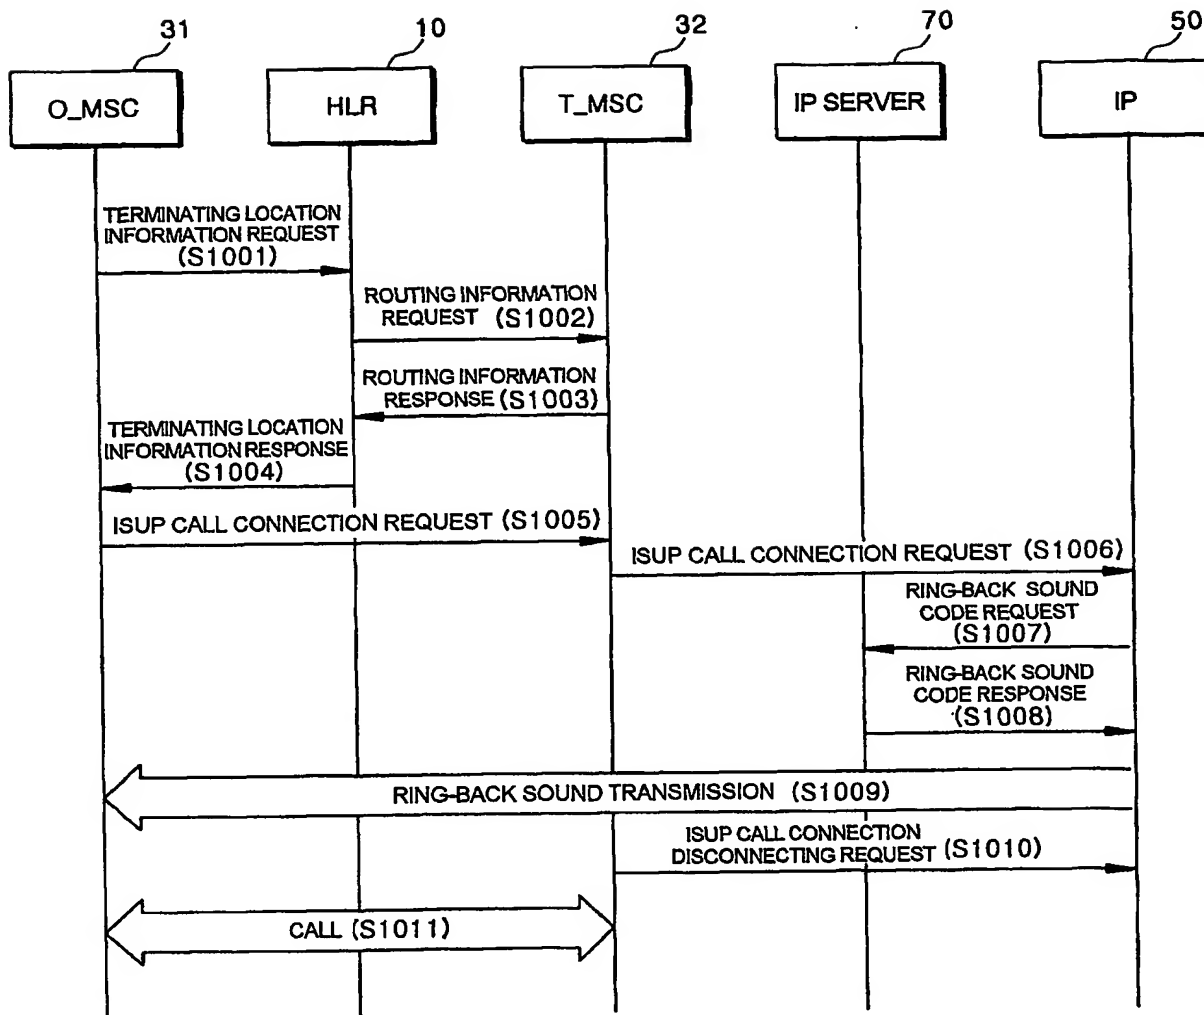 31
10
32
70
50
O_MSC
HLR
T_MSC
IP SERVER
IP
TERMINATING LOCATION
INFORMATION REQUEST
(S1001)
ROUTING INFORMATION
REQUEST (S1002)
ROUTING INFORMATION
RESPONSE (S1003)
TERMINATING LOCATION
INFORMATION RESPONSE
(S1004)
ISUP CALL CONNECTION REQUEST (S1005)
ISUP CALL CONNECTION REQUEST (S1006)
RING-BACK SOUND
CODE REQUEST
(S1007)
RING-BACK SOUND
CODE RESPONSE
(S1008)
RING-BACK SOUND TRANSMISSION (S1009)
ISUP CALL CONNECTION
DISCONNECTING REQUEST (S1010)
CALL (S1011)